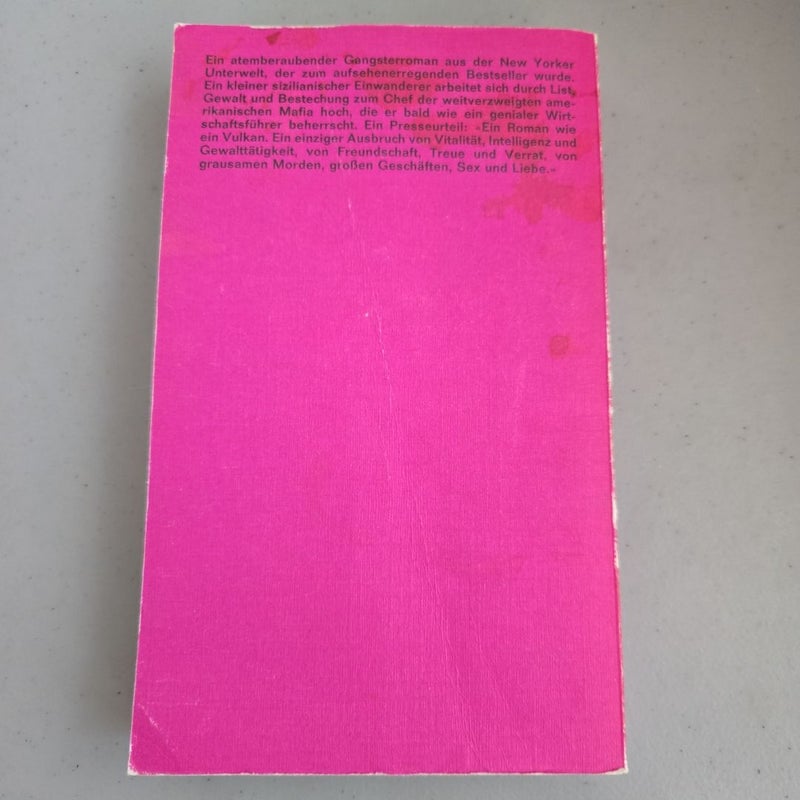 Ein atemberaubender Gangsterroman aus der New Yorker
Unterwelt, der zum aufsehenerregenden Bestseller wurde.
Ein kleiner sizilianischer Einwanderer arbeitet sich durch List,
Gewalt und Bestechung zum Chef der weitverzweigten ame-
rikanischen Mafia hoch, die er bald wie ein genialer Wirt-
schaftsführer beherrscht. Ein Presseurteil: «Ein Roman wie
ein Vulkan. Ein einziger Ausbruch von Vitalität, Intelligenz und
Gewalttätigkeit, von Freundschaft, Treue und Verrat, von
grausamen Morden, großen Geschäften, Sex und Liebe.»